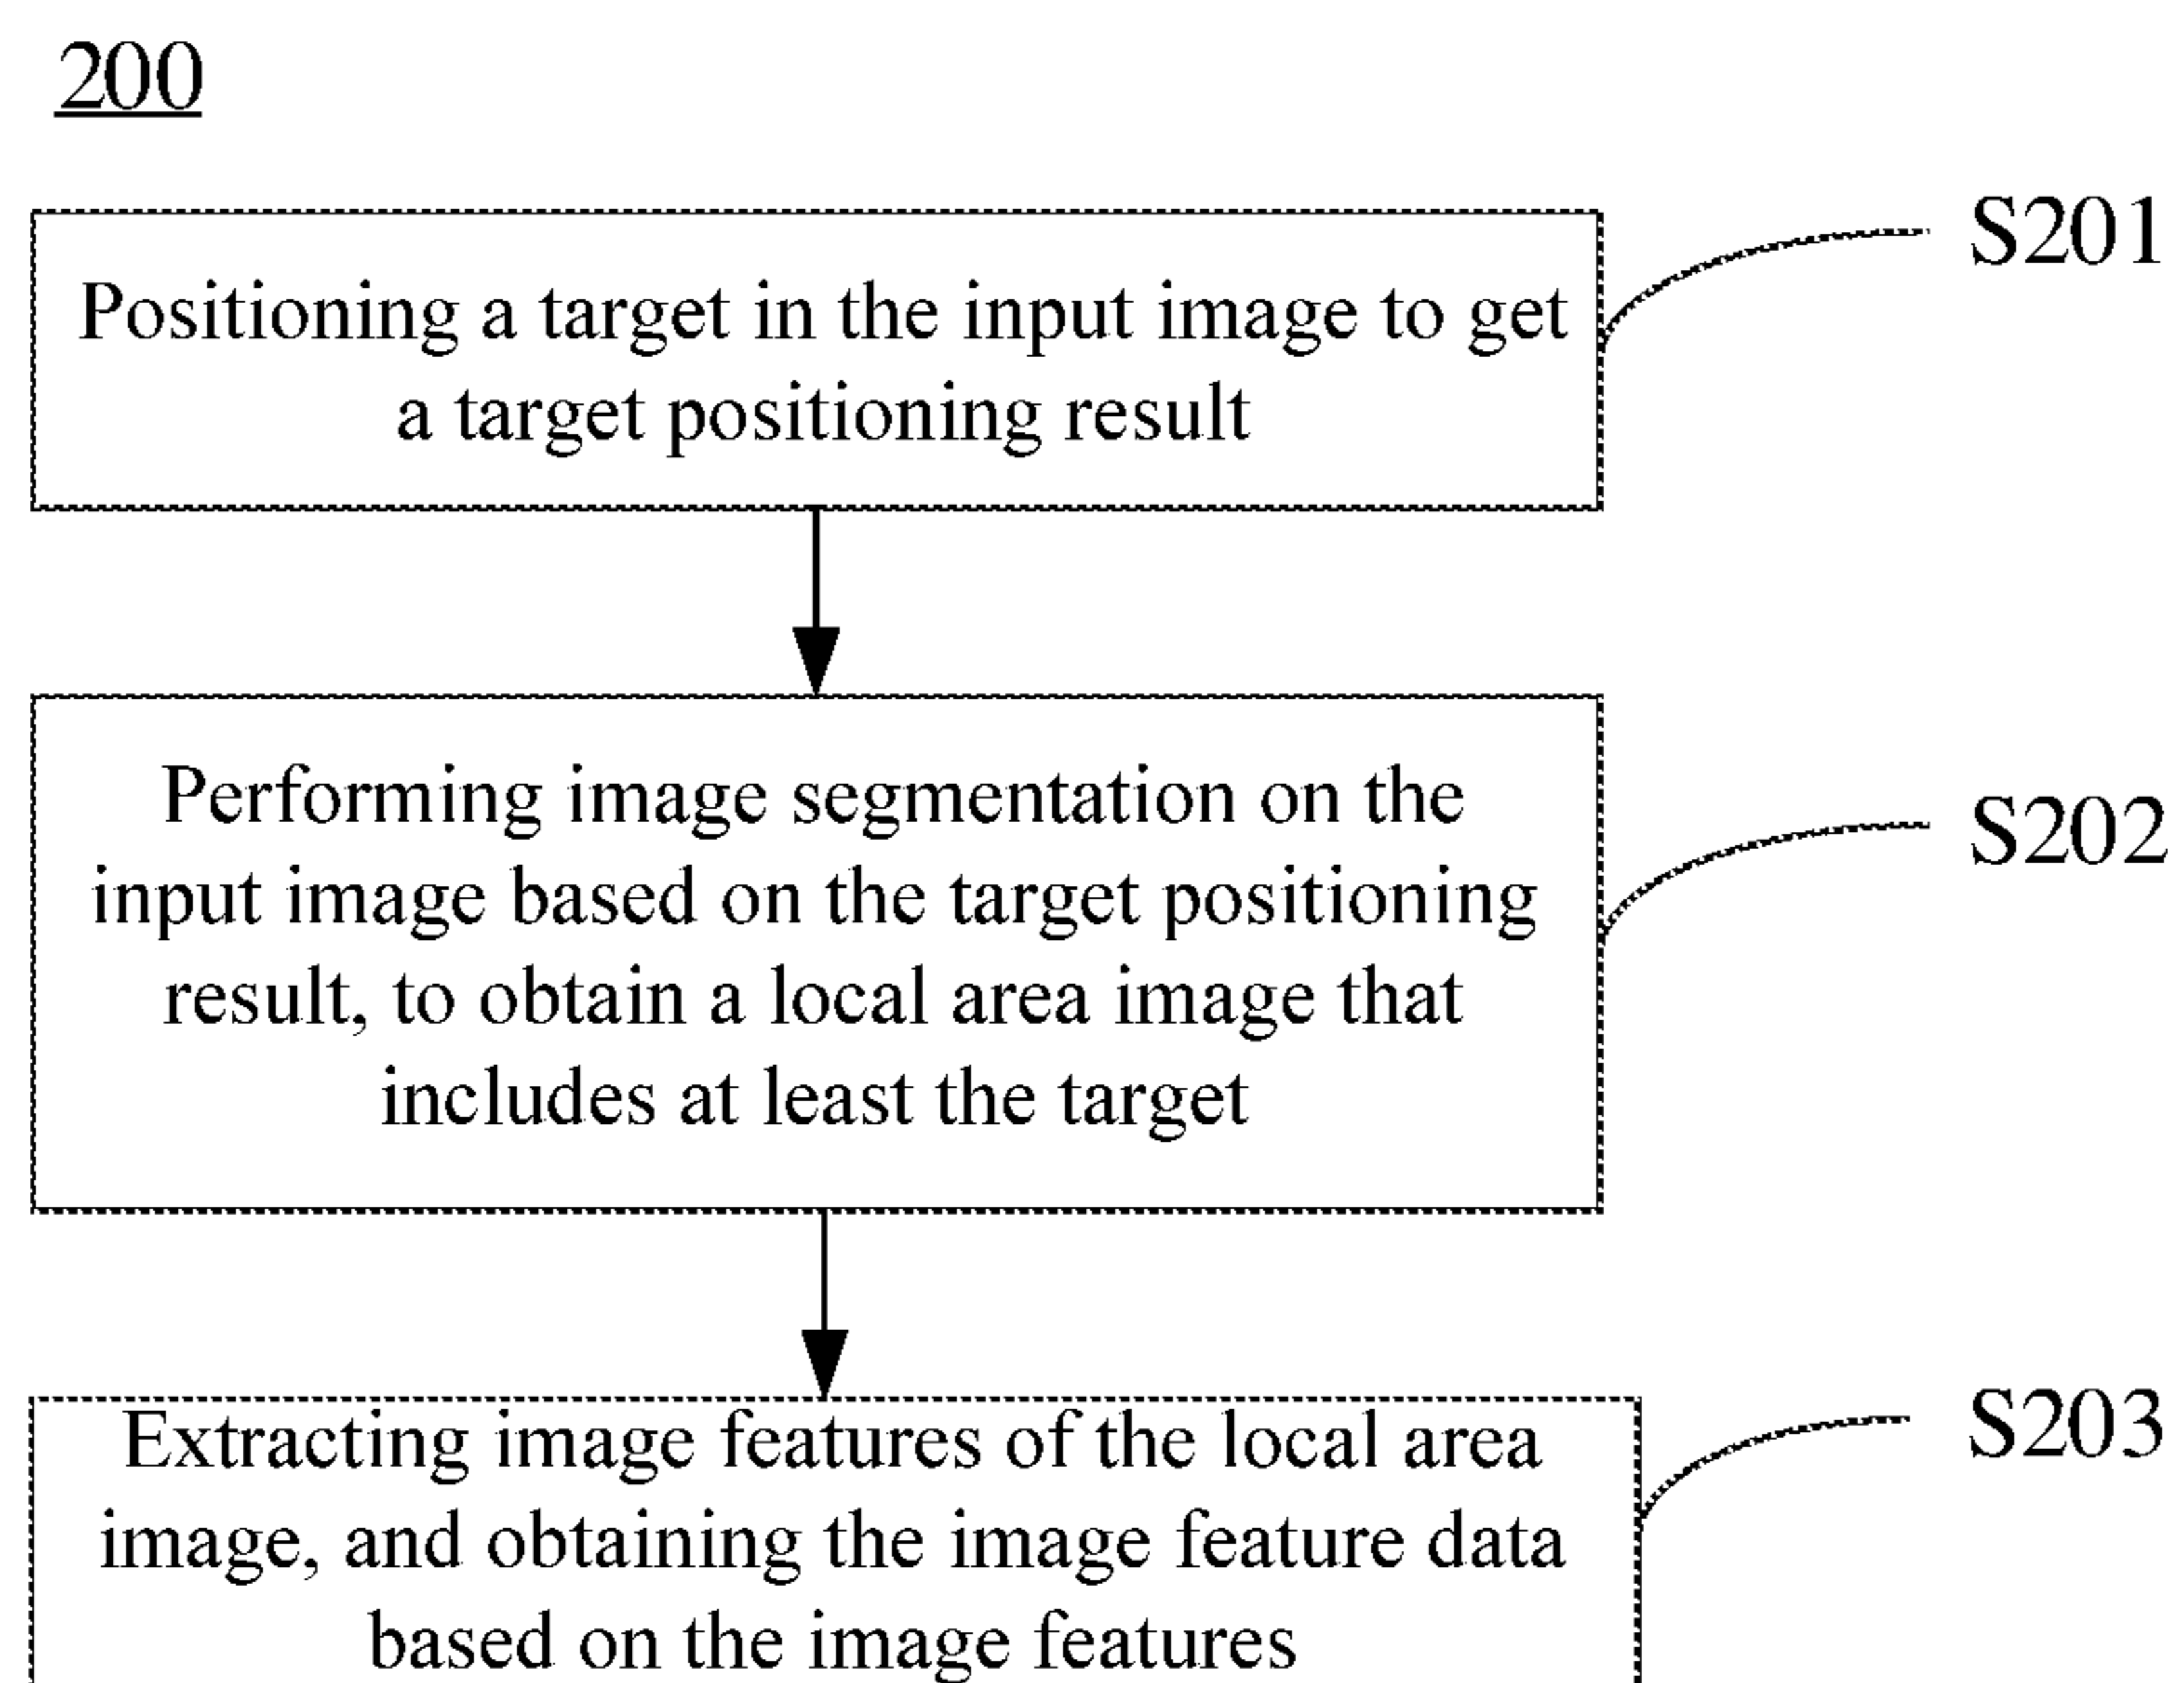 200
S201
Positioning a target in the input image to get
a target positioning result
S202
Performing image segmentation on the
input image based on the target positioning
result, to obtain a local area image that
includes at least the target
S203
Extracting image features of the local area
image, and obtaining the image feature data
based on the image features